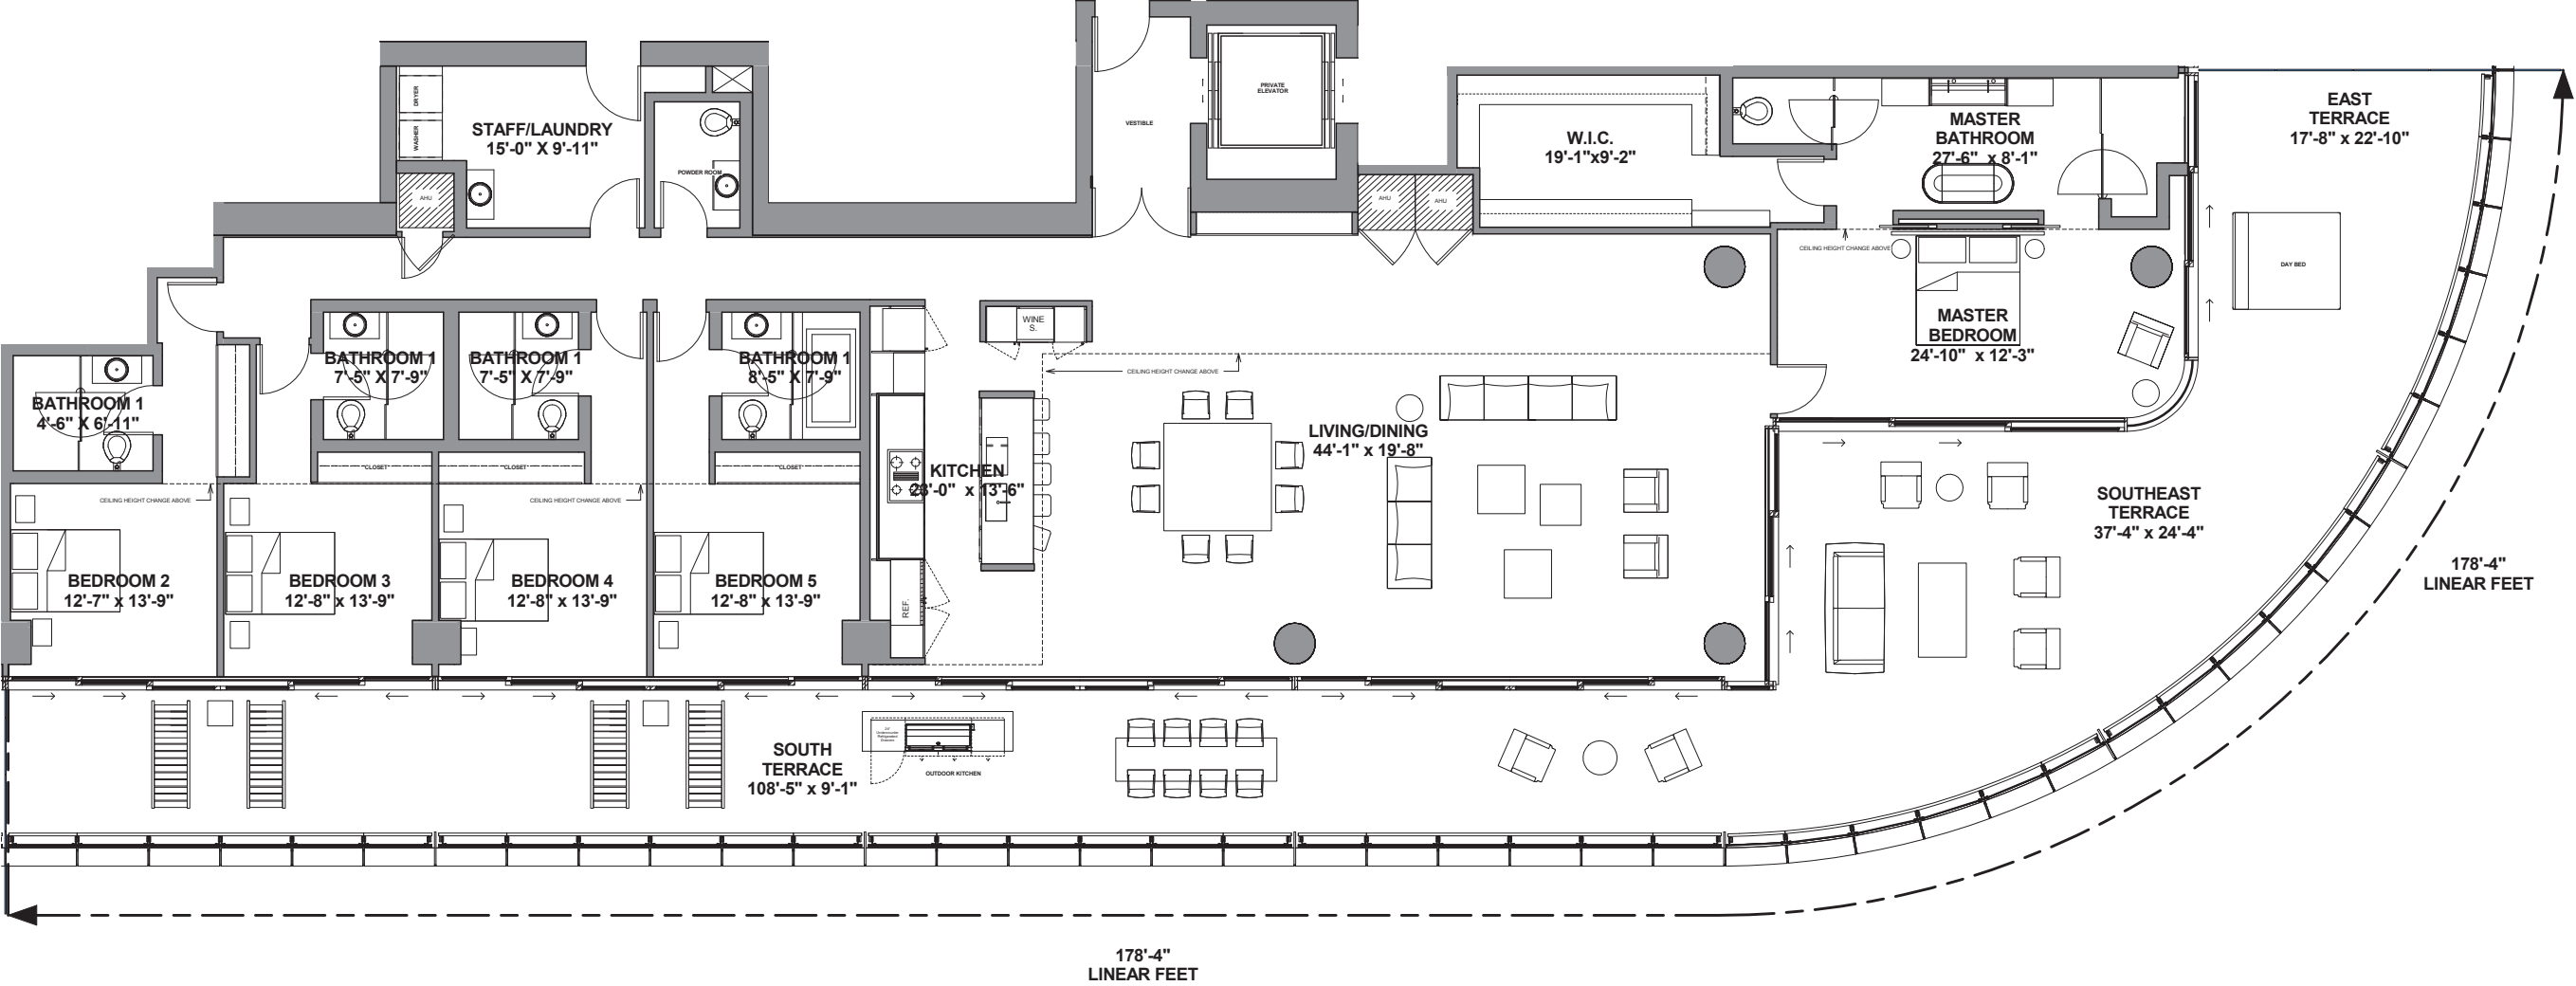 DRYER
WASHER
STAFF/LAUNDRY
15'-0" X 9'-11"
AHU
POWDER ROOM
VESTIBLE
PRIVATE
ELEVATOR
AHU
AHU
W.I.C.
19'-1"x9'-2"
MASTER
BATHROOM
27'-6" x 8'-1"
EAST
TERRACE
17'-8" x 22'-10"
CEILING HEIGHT CHANGE ABOVE
DAY BED
MASTER
BEDROOM
24'-10" x 12'-3"
WINE
S.
CEILING HEIGHT CHANGE ABOVE
BATHROOM 1
4'-6" X 6'-11"
BATHROOM 1
7'-5" X 7'-9"
BATHROOM 1
7'-5" X 7'-9"
BATHROOM 1
8'-5" X 7'-9"
CLOSET
CLOSET
CLOSET
CEILING HEIGHT CHANGE ABOVE
CEILING HEIGHT CHANGE ABOVE
KITCHEN
23'-0" x 13'-6"
LIVING/DINING
44'-1" x 19'-8"
SOUTHEAST
TERRACE
37'-4" x 24'-4"
178'-4"
LINEAR FEET
BEDROOM 2
12'-7" x 13'-9"
BEDROOM 3
12'-8" x 13'-9"
BEDROOM 4
12'-8" x 13'-9"
BEDROOM 5
12'-8" x 13'-9"
REF.
SOUTH
TERRACE
108'-5" x 9'-1"
OUTDOOR KITCHEN
178'-4"
LINEAR FEET